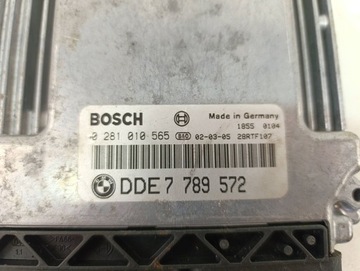 BOSCH
Made in Germany
1855 0104
0 281 010 565 02-03-05 28RTF107
DDE 7 789 572